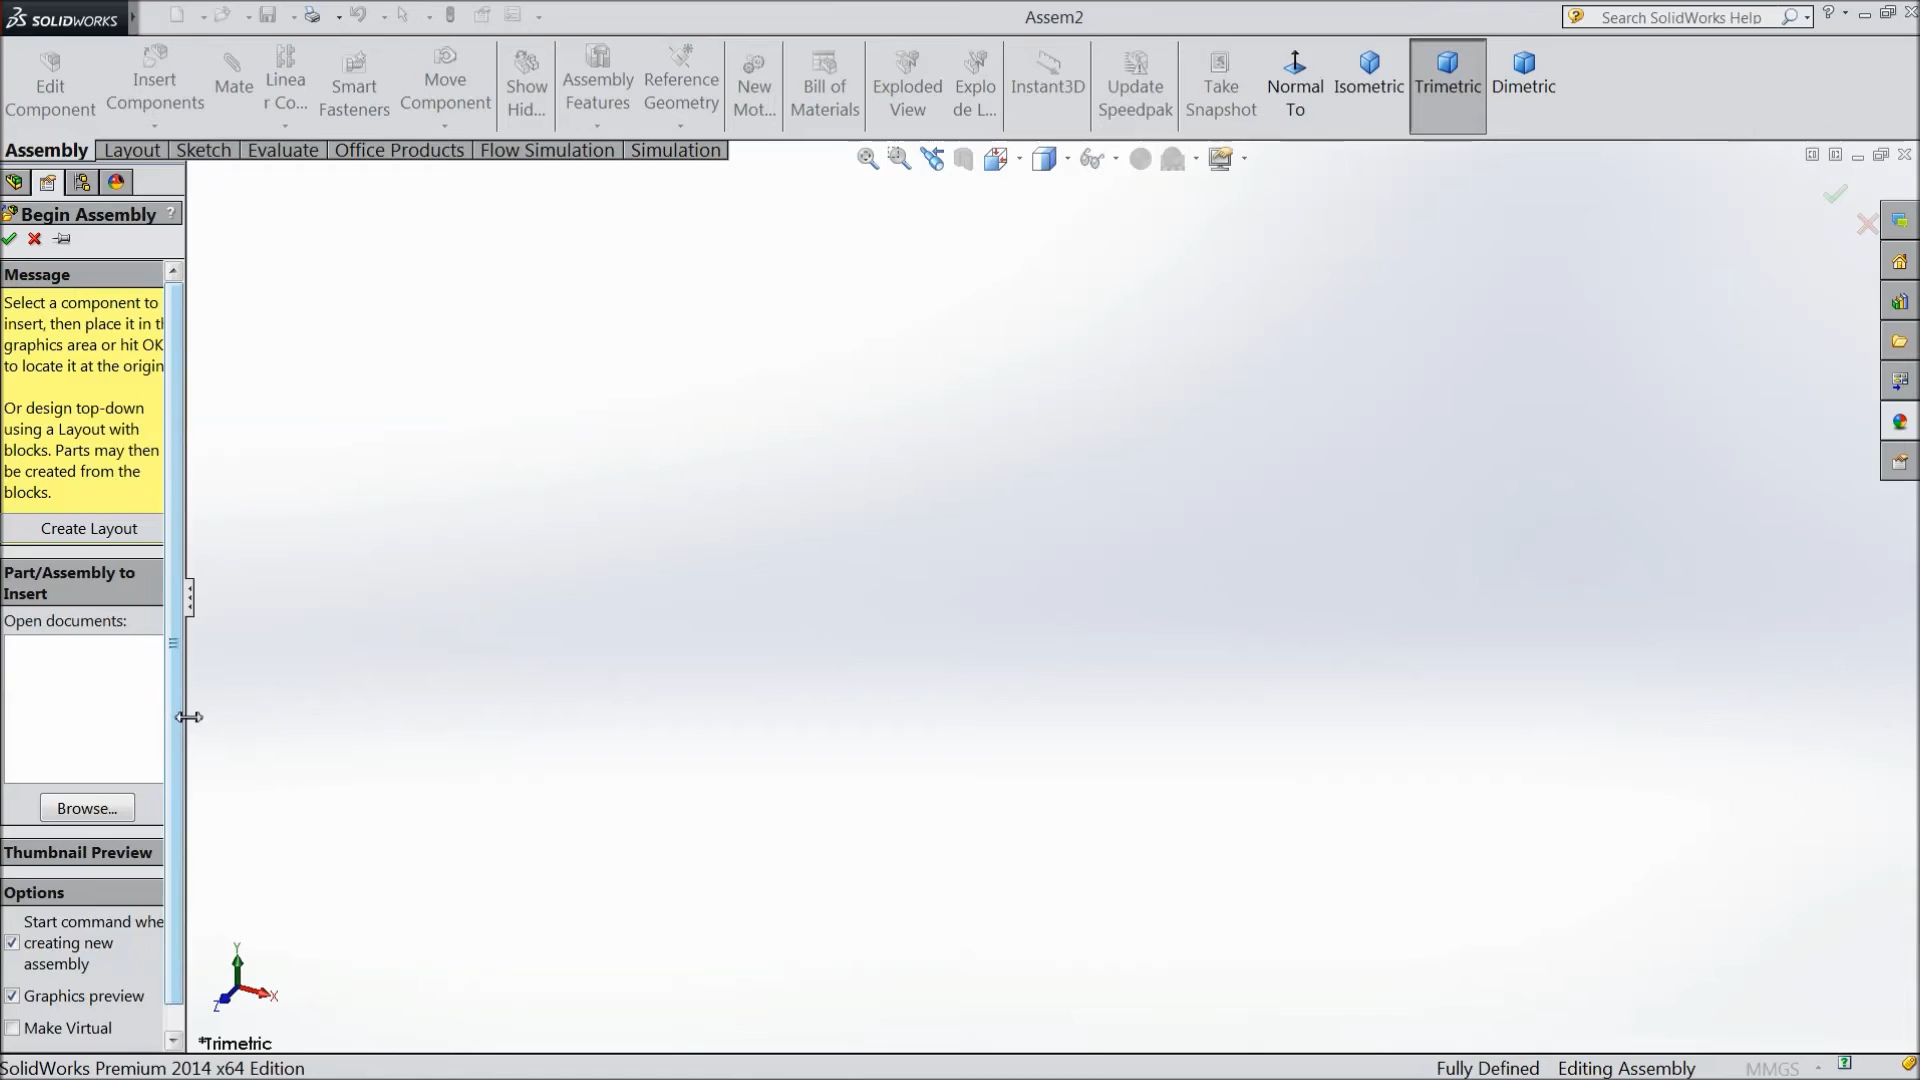 SOLIDWORKS
Assem2
Search SolidWorks Help
Edit Component
Insert Components
Mate
Linea r Co...
Smart Fasteners
Move Component
Show Hid...
Assembly Features
Reference Geometry
New Mot...
Bill of Materials
Exploded View
Explo de L...
Instant3D
Update Speedpak
Take Snapshot
Normal To
Isometric
Trimetric
Dimetric
Assembly
Layout
Sketch
Evaluate
Office Products
Flow Simulation
Simulation
Begin Assembly ?
Message
Select a component to
insert, then place it in th
graphics area or hit OK
to locate it at the origin
Or design top-down
using a Layout with
blocks. Parts may then
be created from the
blocks.
Create Layout
Part/Assembly to
Insert
Open documents:
Browse...
Thumbnail Preview
Options
Start command whe
creating new
assembly
Graphics preview
Make Virtual
Y
X
Z
*Trimetric
SolidWorks Premium 2014 x64 Edition
Fully Defined
Editing Assembly
MMGS